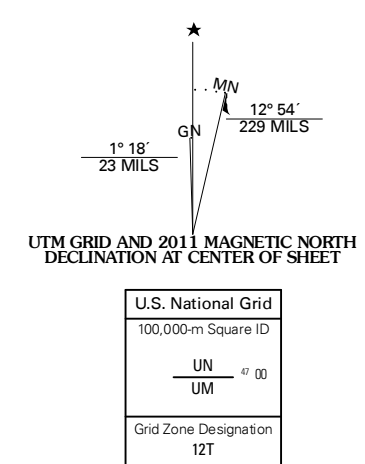 ★
MN
GN
12° 54´
229 MILS
1° 18´
23 MILS
UTM GRID AND 2011 MAGNETIC NORTH
DECLINATION AT CENTER OF SHEET
U.S. National Grid
100,000-m Square ID
UN
47 00
UM
Grid Zone Designation
12T